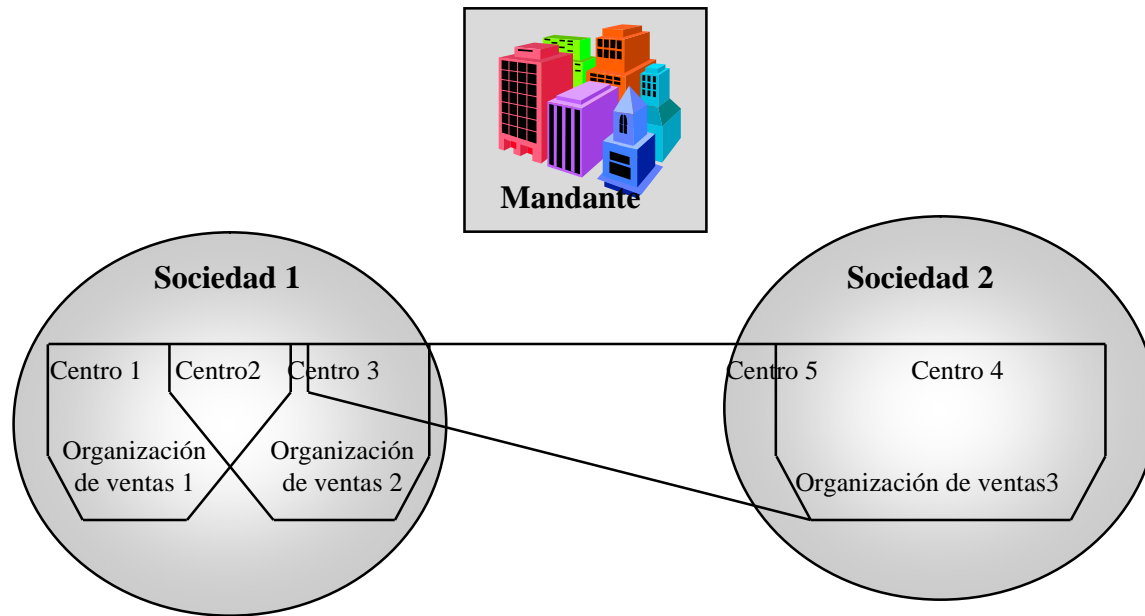 Mandante
Sociedad 1
Sociedad 2
Centro 1
Centro2
Centro 3
Centro 5
Centro 4
Organización
de ventas 1
Organización
de ventas 2
Organización de ventas3